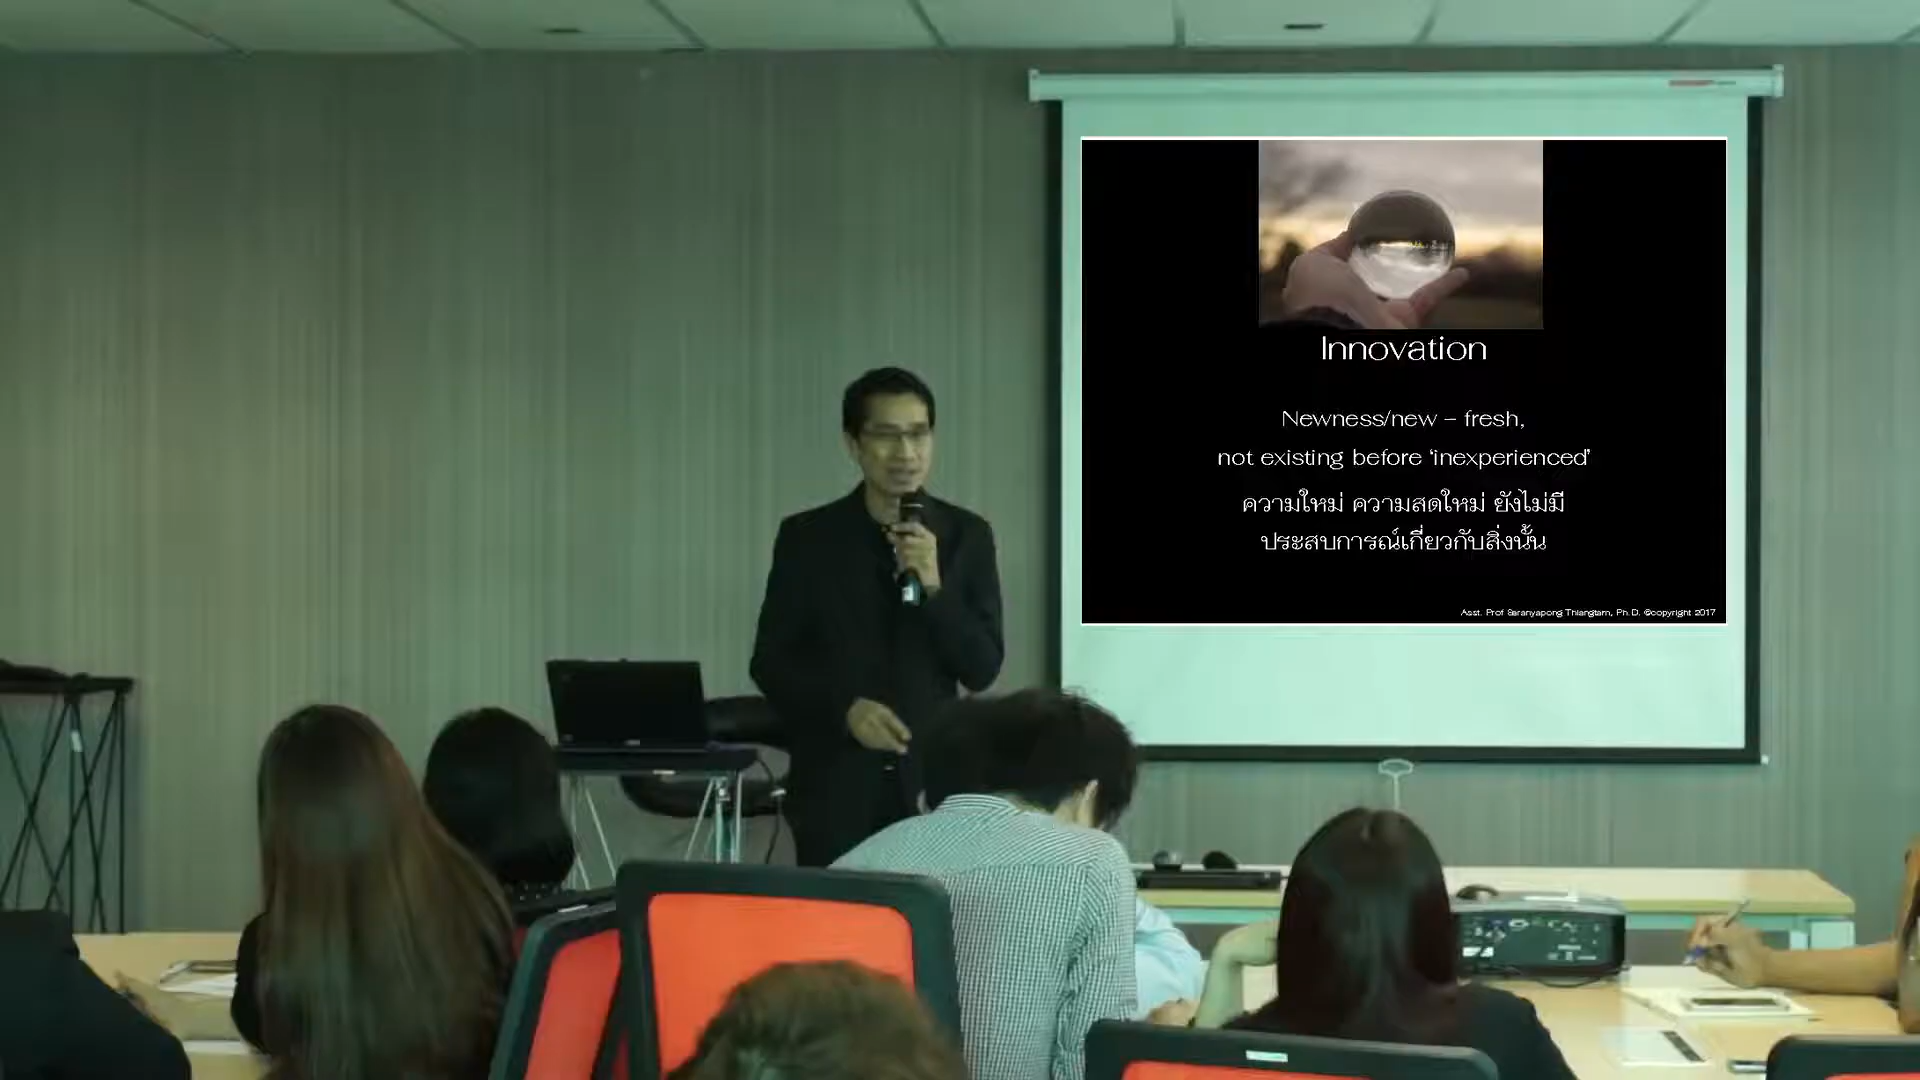 Innovation
Newness/new – fresh,
not existing before ‘inexperienced’
ความใหม่ ความสดใหม่ ยังไม่มี
ประสบการณ์เกี่ยวกับสิ่งนั้น
Asst. Prof Saranyapong Thiangtam, Ph.D. ©copyright 2017